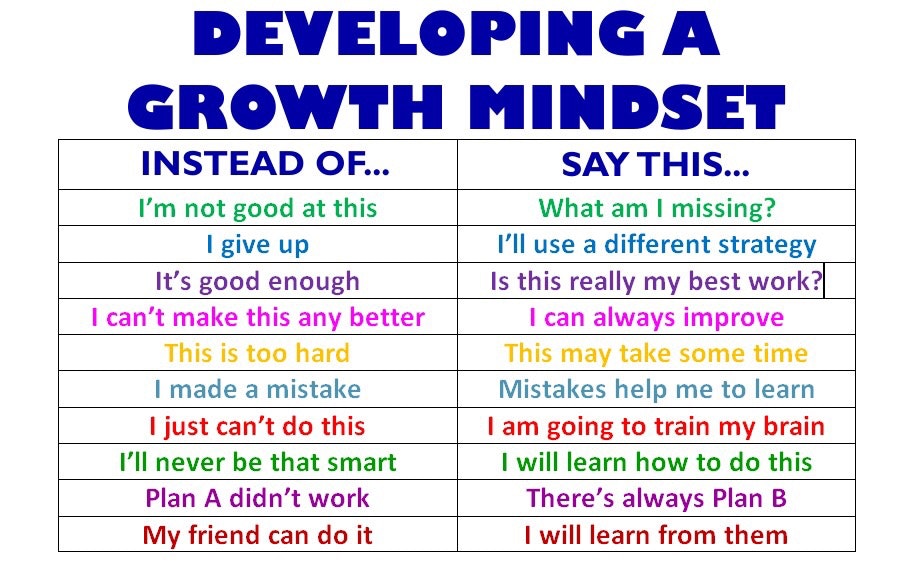 DEVELOPING A
GROWTH MINDSET
INSTEAD OF... SAY THIS...
I'm not good at this What am I missing?
I give up I'll use a different strategy
It's good enough Is this really my best work?
I can't make this any better I can always improve
This is too hard This may take some time
I made a mistake Mistakes help me to learn
I just can't do this I am going to train my brain
I'll never be that smart I will learn how to do this
Plan A didn't work There's always Plan B
My friend can do it I will learn from them